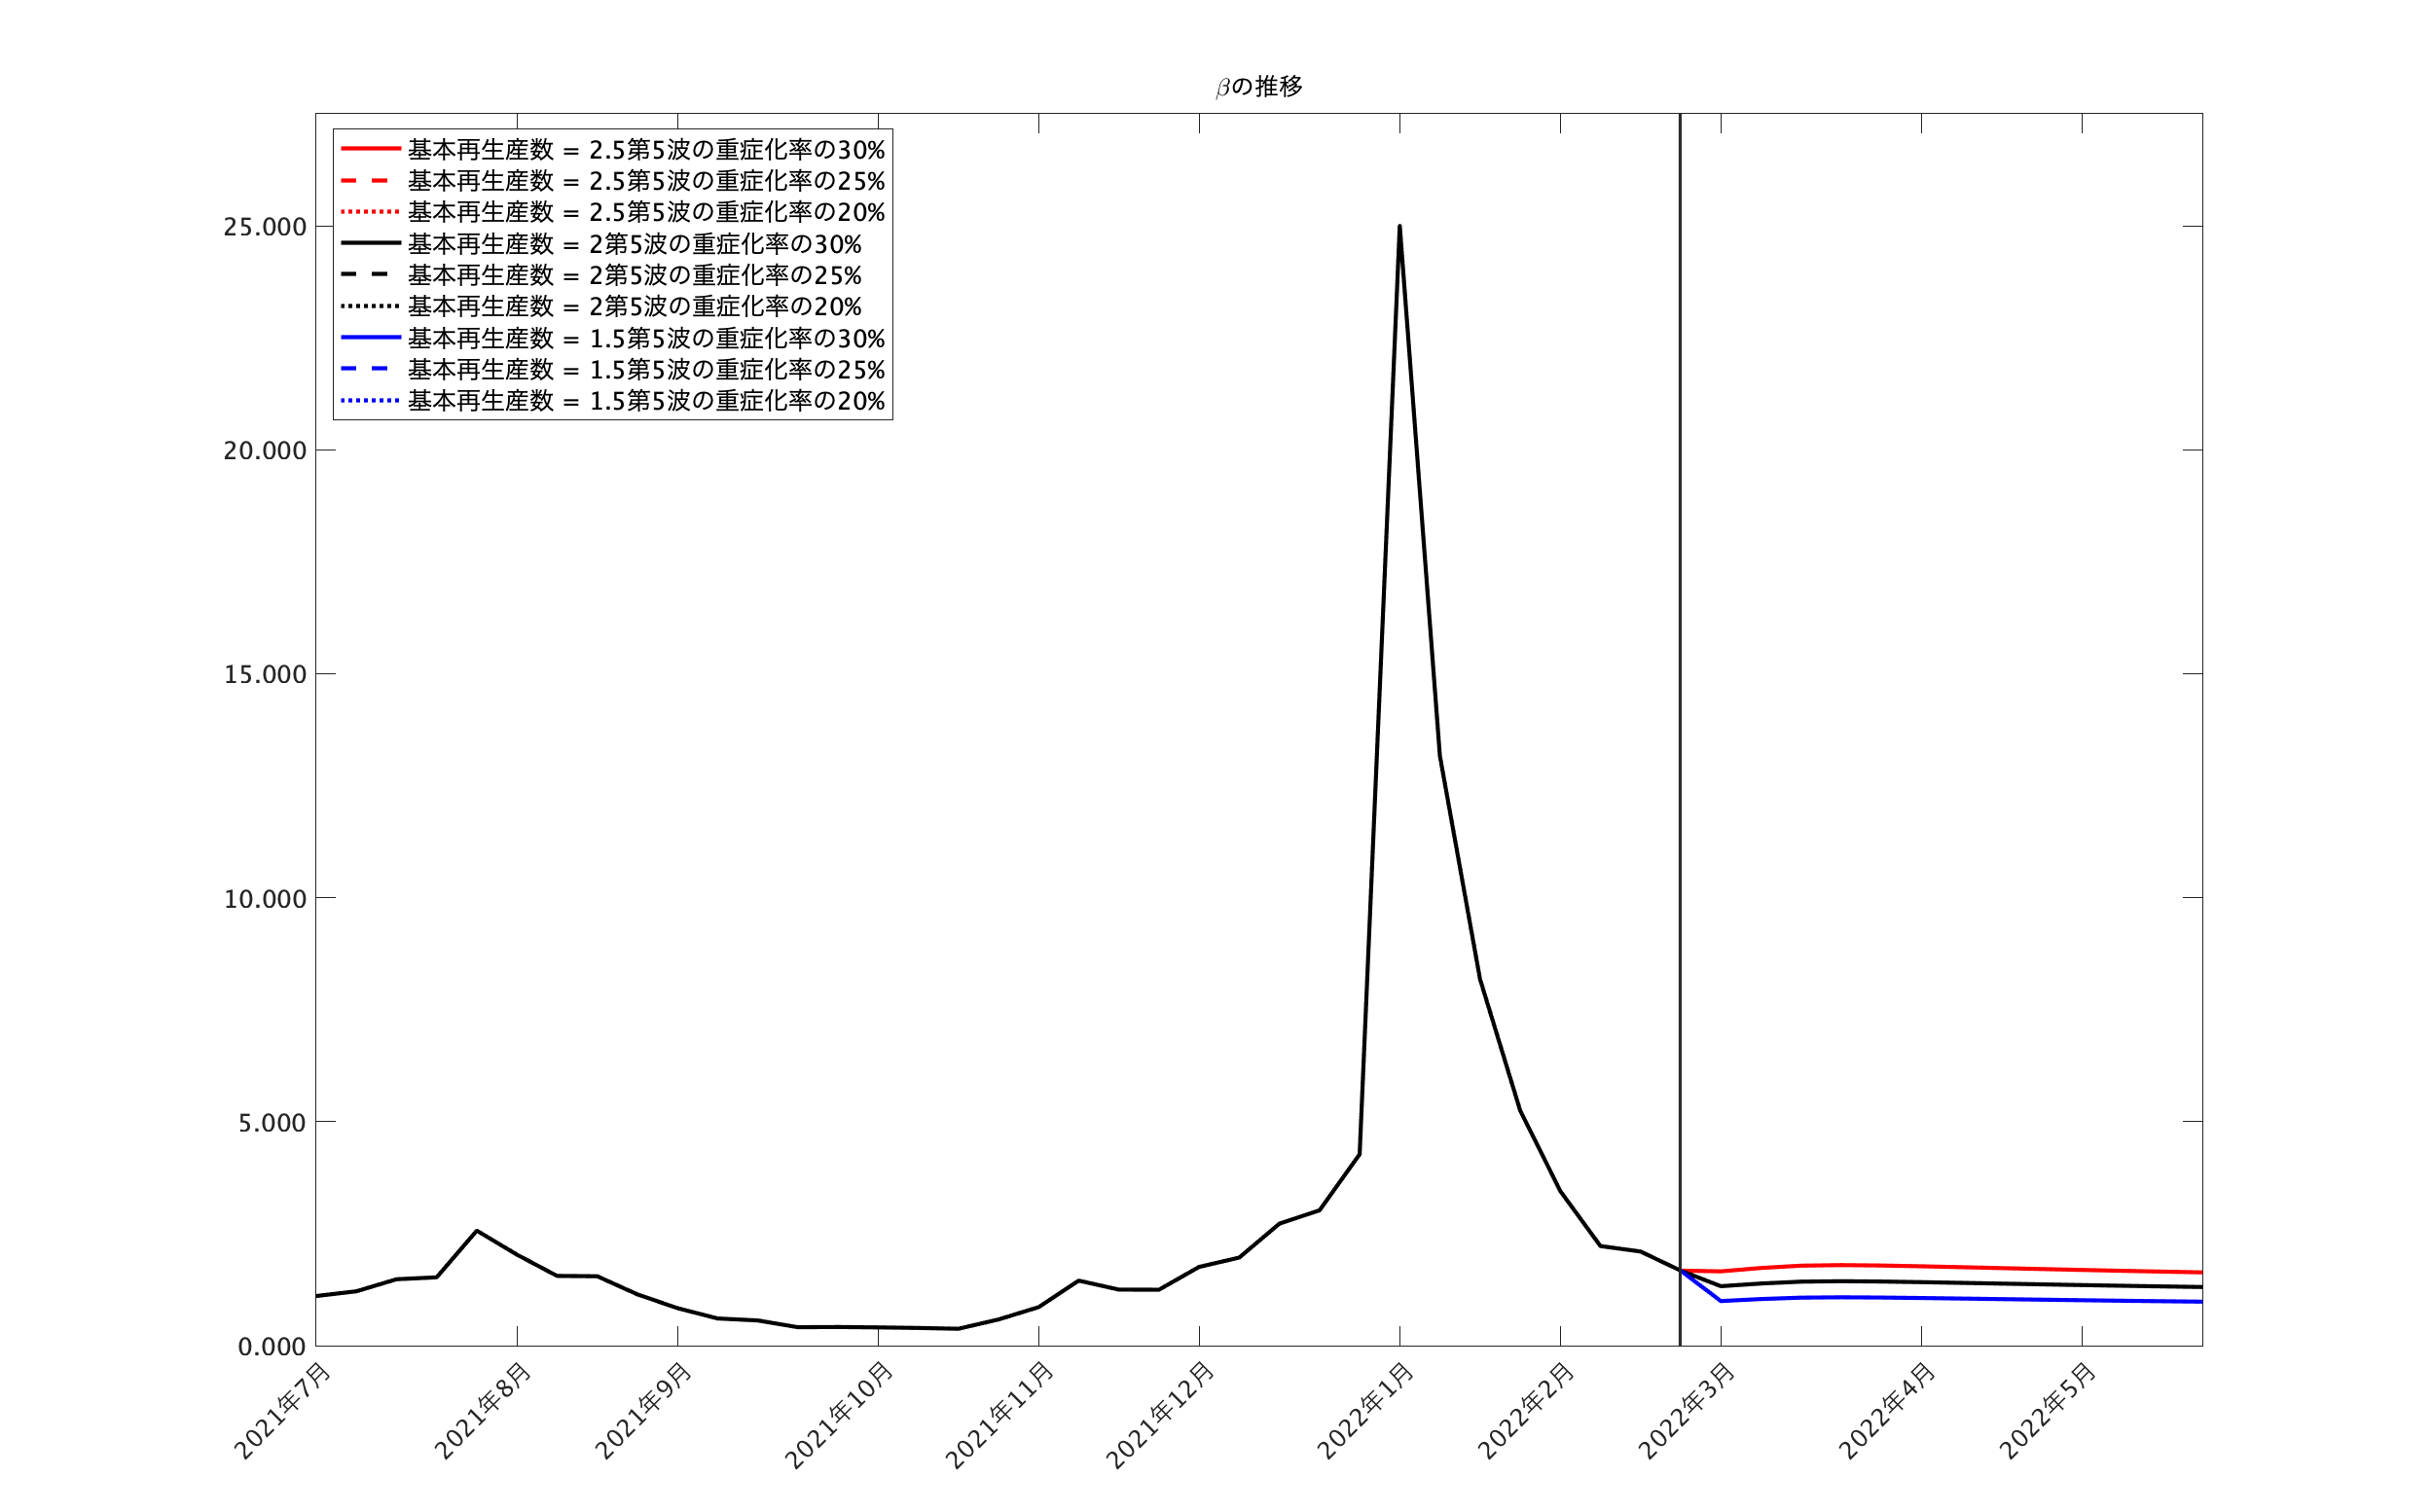 βの推移
基本再生産数 = 2.5第5波の重症化率の30%
基本再生産数 = 2.5第5波の重症化率の25%
基本再生産数 = 2.5第5波の重症化率の20%
基本再生産数 = 2第5波の重症化率の30%
基本再生産数 = 2第5波の重症化率の25%
基本再生産数 = 2第5波の重症化率の20%
基本再生産数 = 1.5第5波の重症化率の30%
基本再生産数 = 1.5第5波の重症化率の25%
基本再生産数 = 1.5第5波の重症化率の20%
25.000
20.000
15.000
10.000
5.000
0.000
2021年7月
2021年8月
2021年9月
2021年10月
2021年11月
2021年12月
2022年1月
2022年2月
2022年3月
2022年4月
2022年5月